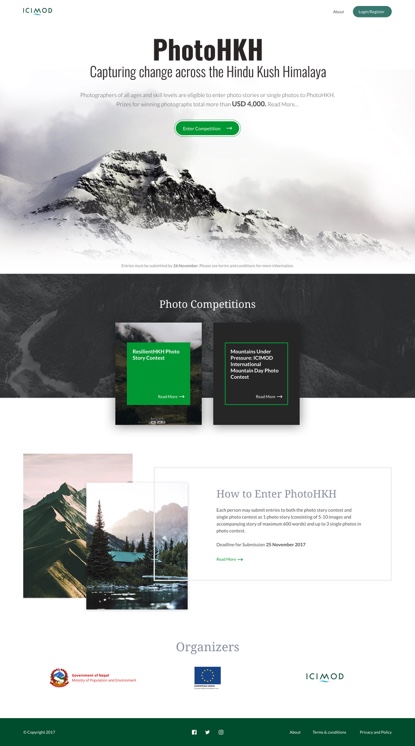 ICIMOD
About
Login/Register
PhotoHKH
Capturing change across the Hindu Kush Himalaya
Photographers of all ages and skill levels are eligible to enter photo stories or single photos to PhotoHKH.
Prizes for winning photographs total more than USD 4,000. Read More...
Enter Competition
Entries must be submitted by 16 November. Please see terms and conditions for more information.
Photo Competitions
ResilientHKH Photo
Story Contest
Read More
Mountains Under
Pressure: ICIMOD
International
Mountain Day Photo
Contest
Read More
How to Enter PhotoHKH
Each person may submit entries to both the photo story contest and
single photo contest as 1 photo story (consisting of 5-10 images and
accompanying story of maximum 600 words) and up to 3 single photos in
photo contest.
Deadline for Submission 25 November 2017
Read More
Organizers
Government of Nepal
Ministry of Population and Environment
EUROPEAN UNION
ICIMOD
© Copyright 2017
About
Terms & conditions
Privacy and Policy